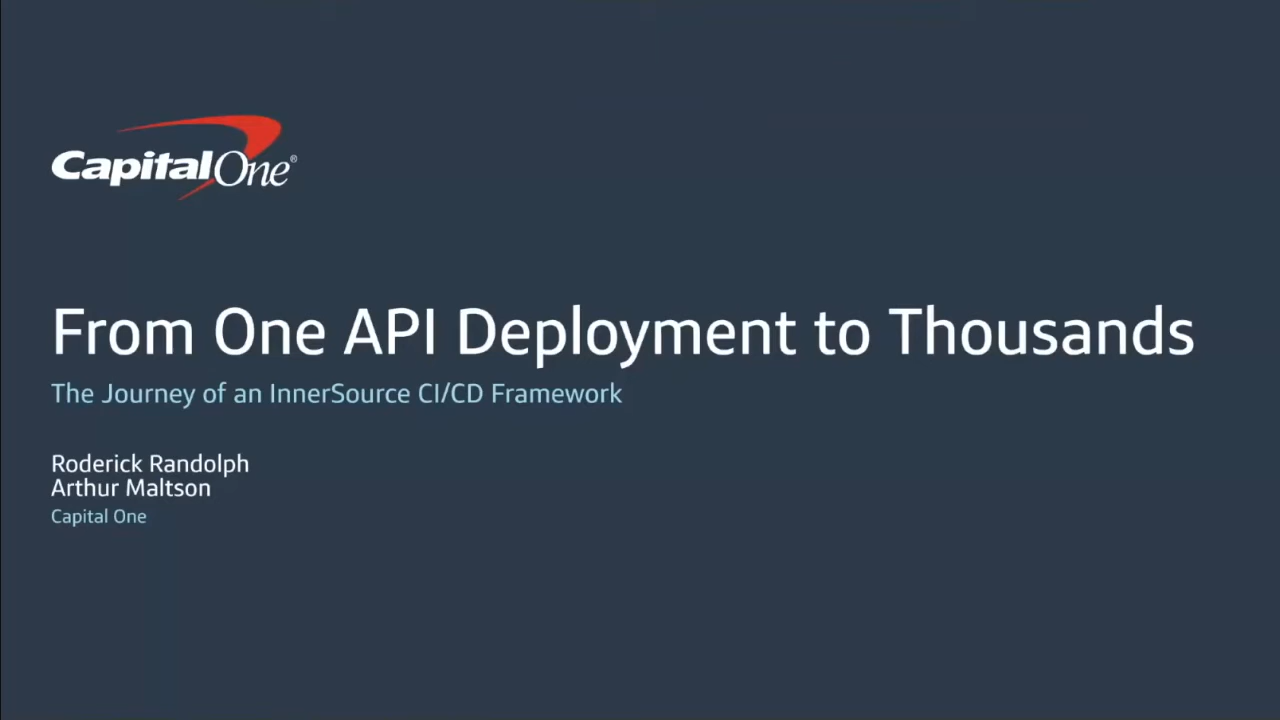 CapitalOne®
From One API Deployment to Thousands
The Journey of an InnerSource CI/CD Framework
Roderick Randolph
Arthur Maltson
Capital One